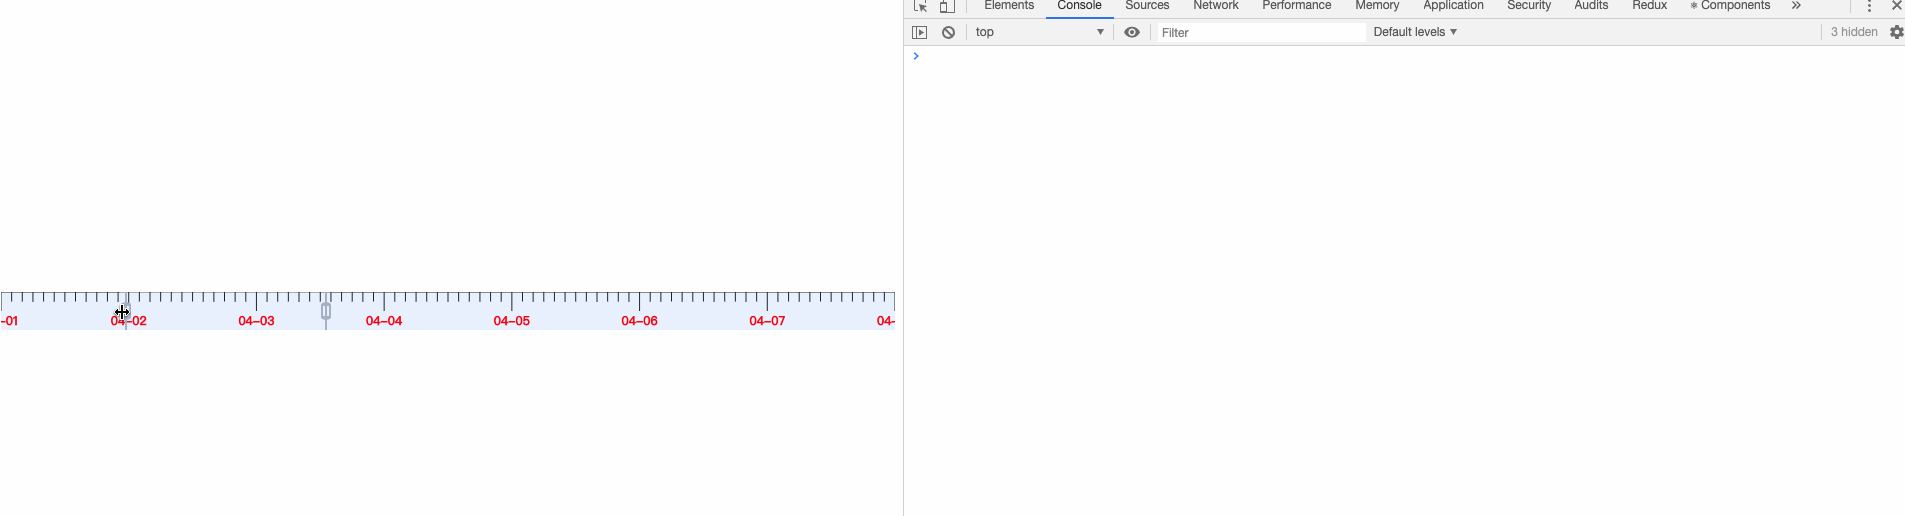 Elements Console Sources Network Performance Memory Application Security Audits Redux Components »
top Filter Default levels 3 hidden
-01 04–02 04–03 04–04 04–05 04–06 04–07 04-